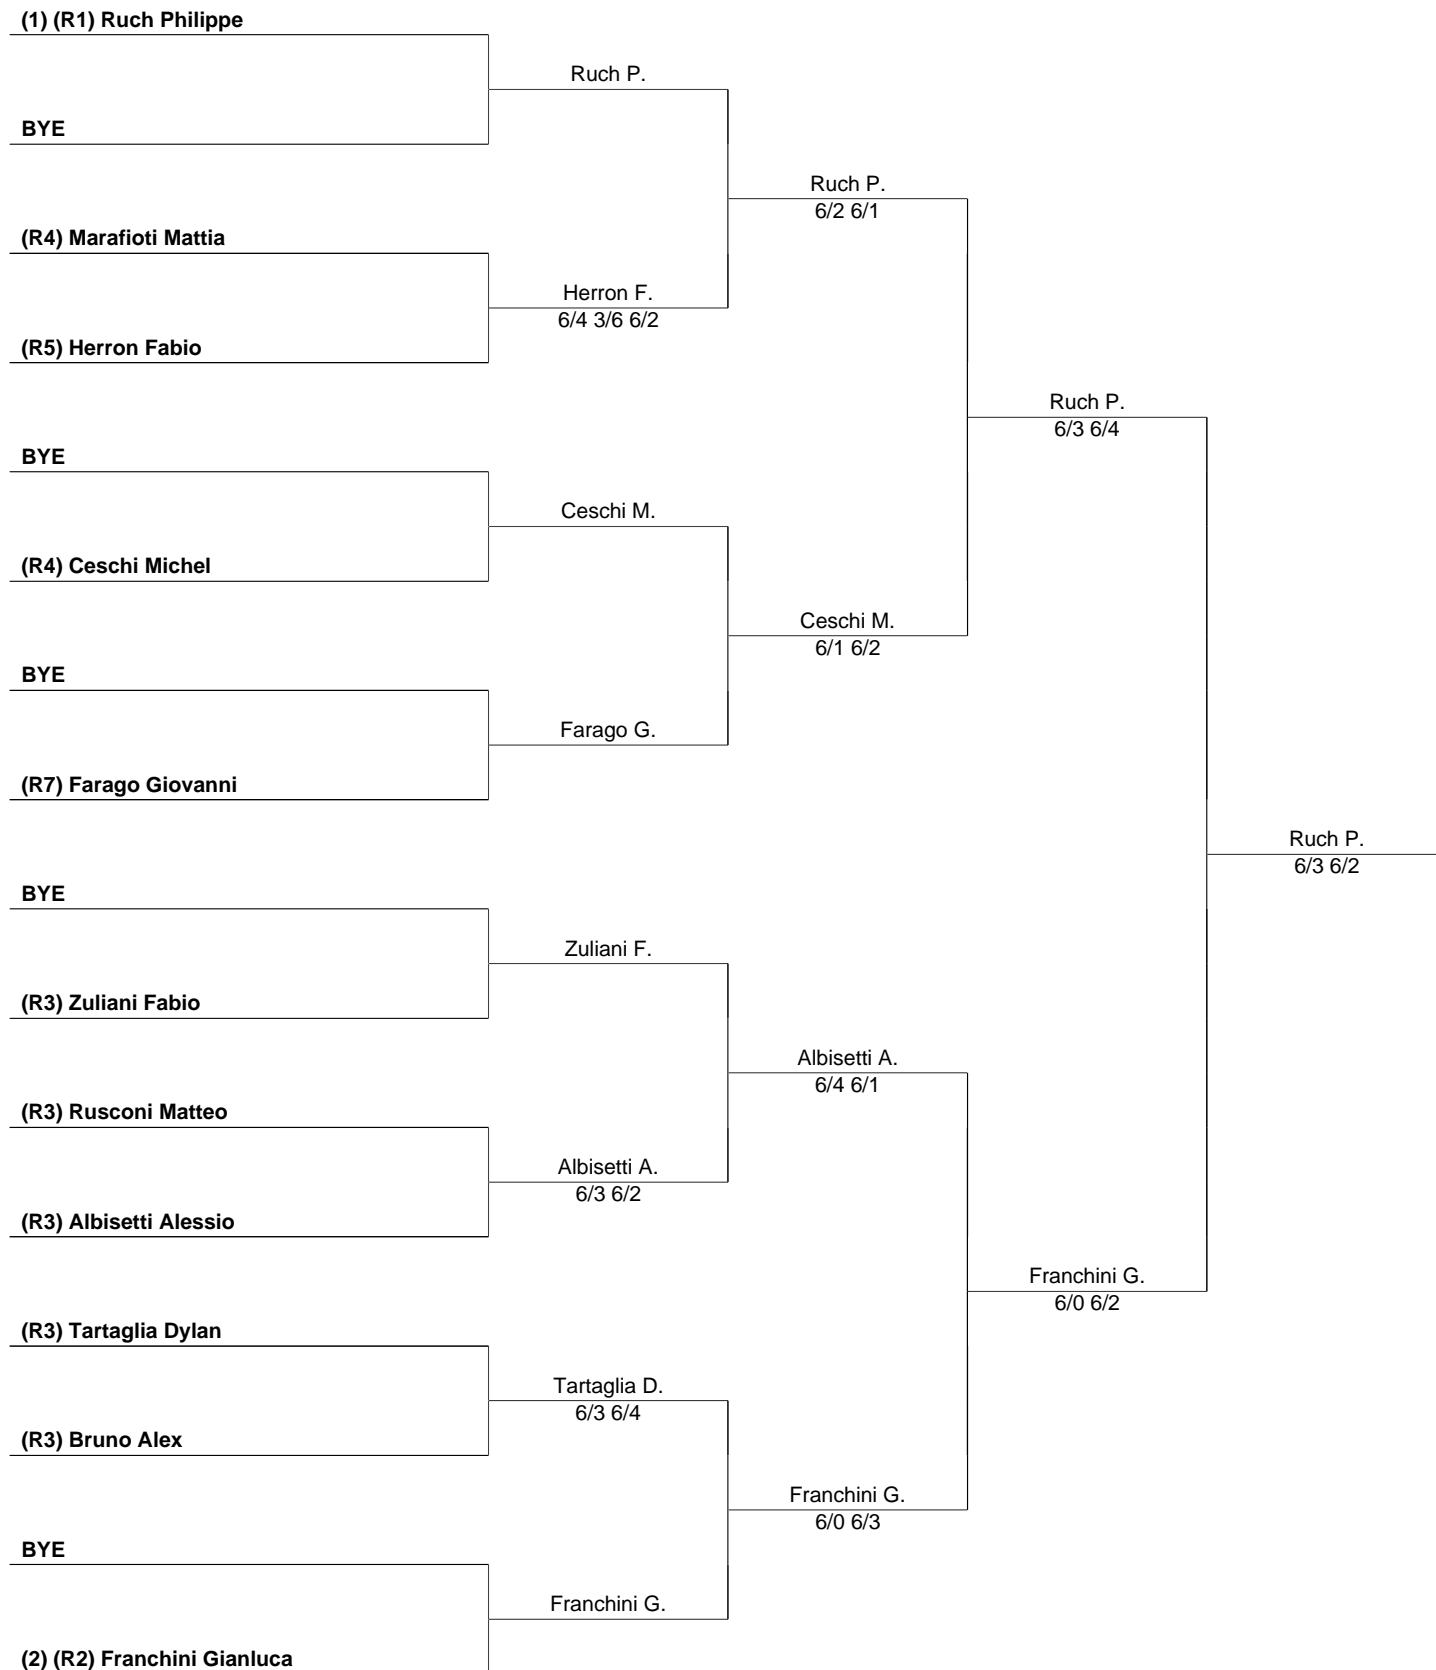 (1) (R1) Ruch Philippe
Ruch P.
BYE
Ruch P.
6/2 6/1
(R4) Marafioti Mattia
Herron F.
6/4 3/6 6/2
(R5) Herron Fabio
Ruch P.
6/3 6/4
BYE
Ceschi M.
(R4) Ceschi Michel
Ceschi M.
6/1 6/2
BYE
Farago G.
(R7) Farago Giovanni
Ruch P.
6/3 6/2
BYE
Zuliani F.
(R3) Zuliani Fabio
Albisetti A.
6/4 6/1
(R3) Rusconi Matteo
Albisetti A.
6/3 6/2
(R3) Albisetti Alessio
Franchini G.
6/0 6/2
(R3) Tartaglia Dylan
Tartaglia D.
6/3 6/4
(R3) Bruno Alex
Franchini G.
6/0 6/3
BYE
Franchini G.
(2) (R2) Franchini Gianluca